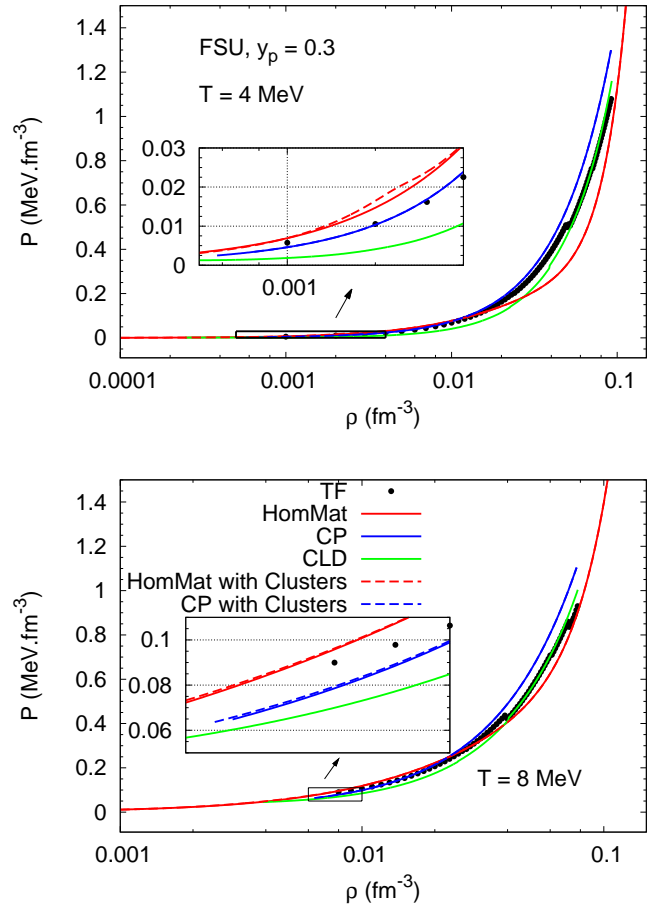 FSU, y_p = 0.3
T = 4 MeV
P (MeV.fm^-3)
1.4
1.2
1
0.8
0.6
0.4
0.2
0
0.03
0.02
0.01
0
0.001
0.0001
0.001
0.01
0.1
ρ (fm^-3)
TF
HomMat
CP
CLD
HomMat with Clusters
CP with Clusters
P (MeV.fm^-3)
1.4
1.2
1
0.8
0.6
0.4
0.2
0
0.1
0.08
0.06
T = 8 MeV
0.001
0.01
0.1
ρ (fm^-3)